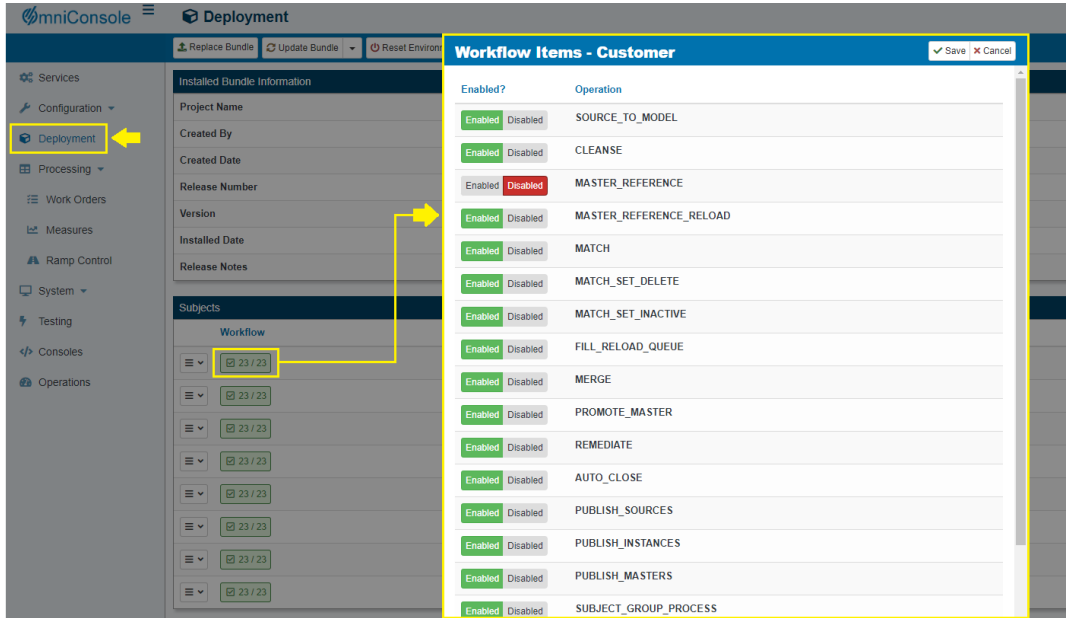 OmniConsole
Deployment
Replace Bundle Update Bundle Reset Environm
Workflow Items - Customer
Save Cancel
Services
Configuration
Deployment
Processing
Work Orders
Measures
Ramp Control
System
Testing
Consoles
Operations
Installed Bundle Information
Project Name
Created By
Created Date
Release Number
Version
Installed Date
Release Notes
Subjects
Workflow
23 / 23
23 / 23
23 / 23
23 / 23
23 / 23
23 / 23
23 / 23
23 / 23
Enabled? Operation
Enabled Disabled SOURCE_TO_MODEL
Enabled Disabled CLEANSE
Enabled Disabled MASTER_REFERENCE
Enabled Disabled MASTER_REFERENCE_RELOAD
Enabled Disabled MATCH
Enabled Disabled MATCH_SET_DELETE
Enabled Disabled MATCH_SET_INACTIVE
Enabled Disabled FILL_RELOAD_QUEUE
Enabled Disabled MERGE
Enabled Disabled PROMOTE_MASTER
Enabled Disabled REMEDIATE
Enabled Disabled AUTO_CLOSE
Enabled Disabled PUBLISH_SOURCES
Enabled Disabled PUBLISH_INSTANCES
Enabled Disabled PUBLISH_MASTERS
Enabled Disabled SUBJECT_GROUP_PROCESS